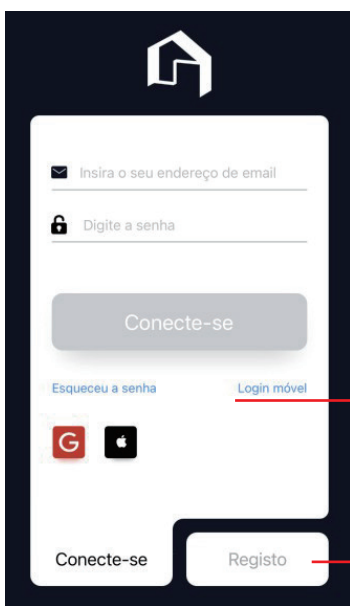 Insira o seu endereço de email
Digite a senha
Conecte-se
Esqueceu a senha Login móvel
G
Conecte-se Registo